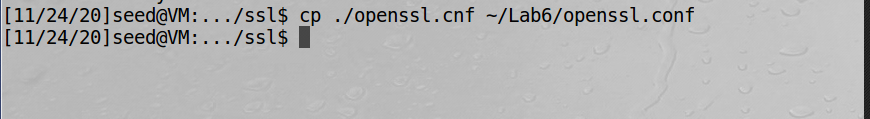 [11/24/20]seed@VM:.../ssl$ cp ./openssl.cnf ~/Lab6/openssl.conf
[11/24/20]seed@VM:.../ssl$